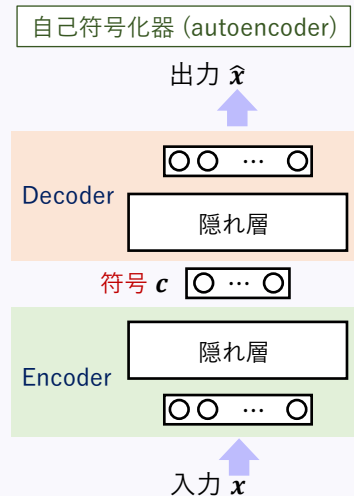 自己符号化器 (autoencoder)
出力 x̂
…
Decoder
隠れ層
符号 c
…
隠れ層
Encoder
…
入力 x